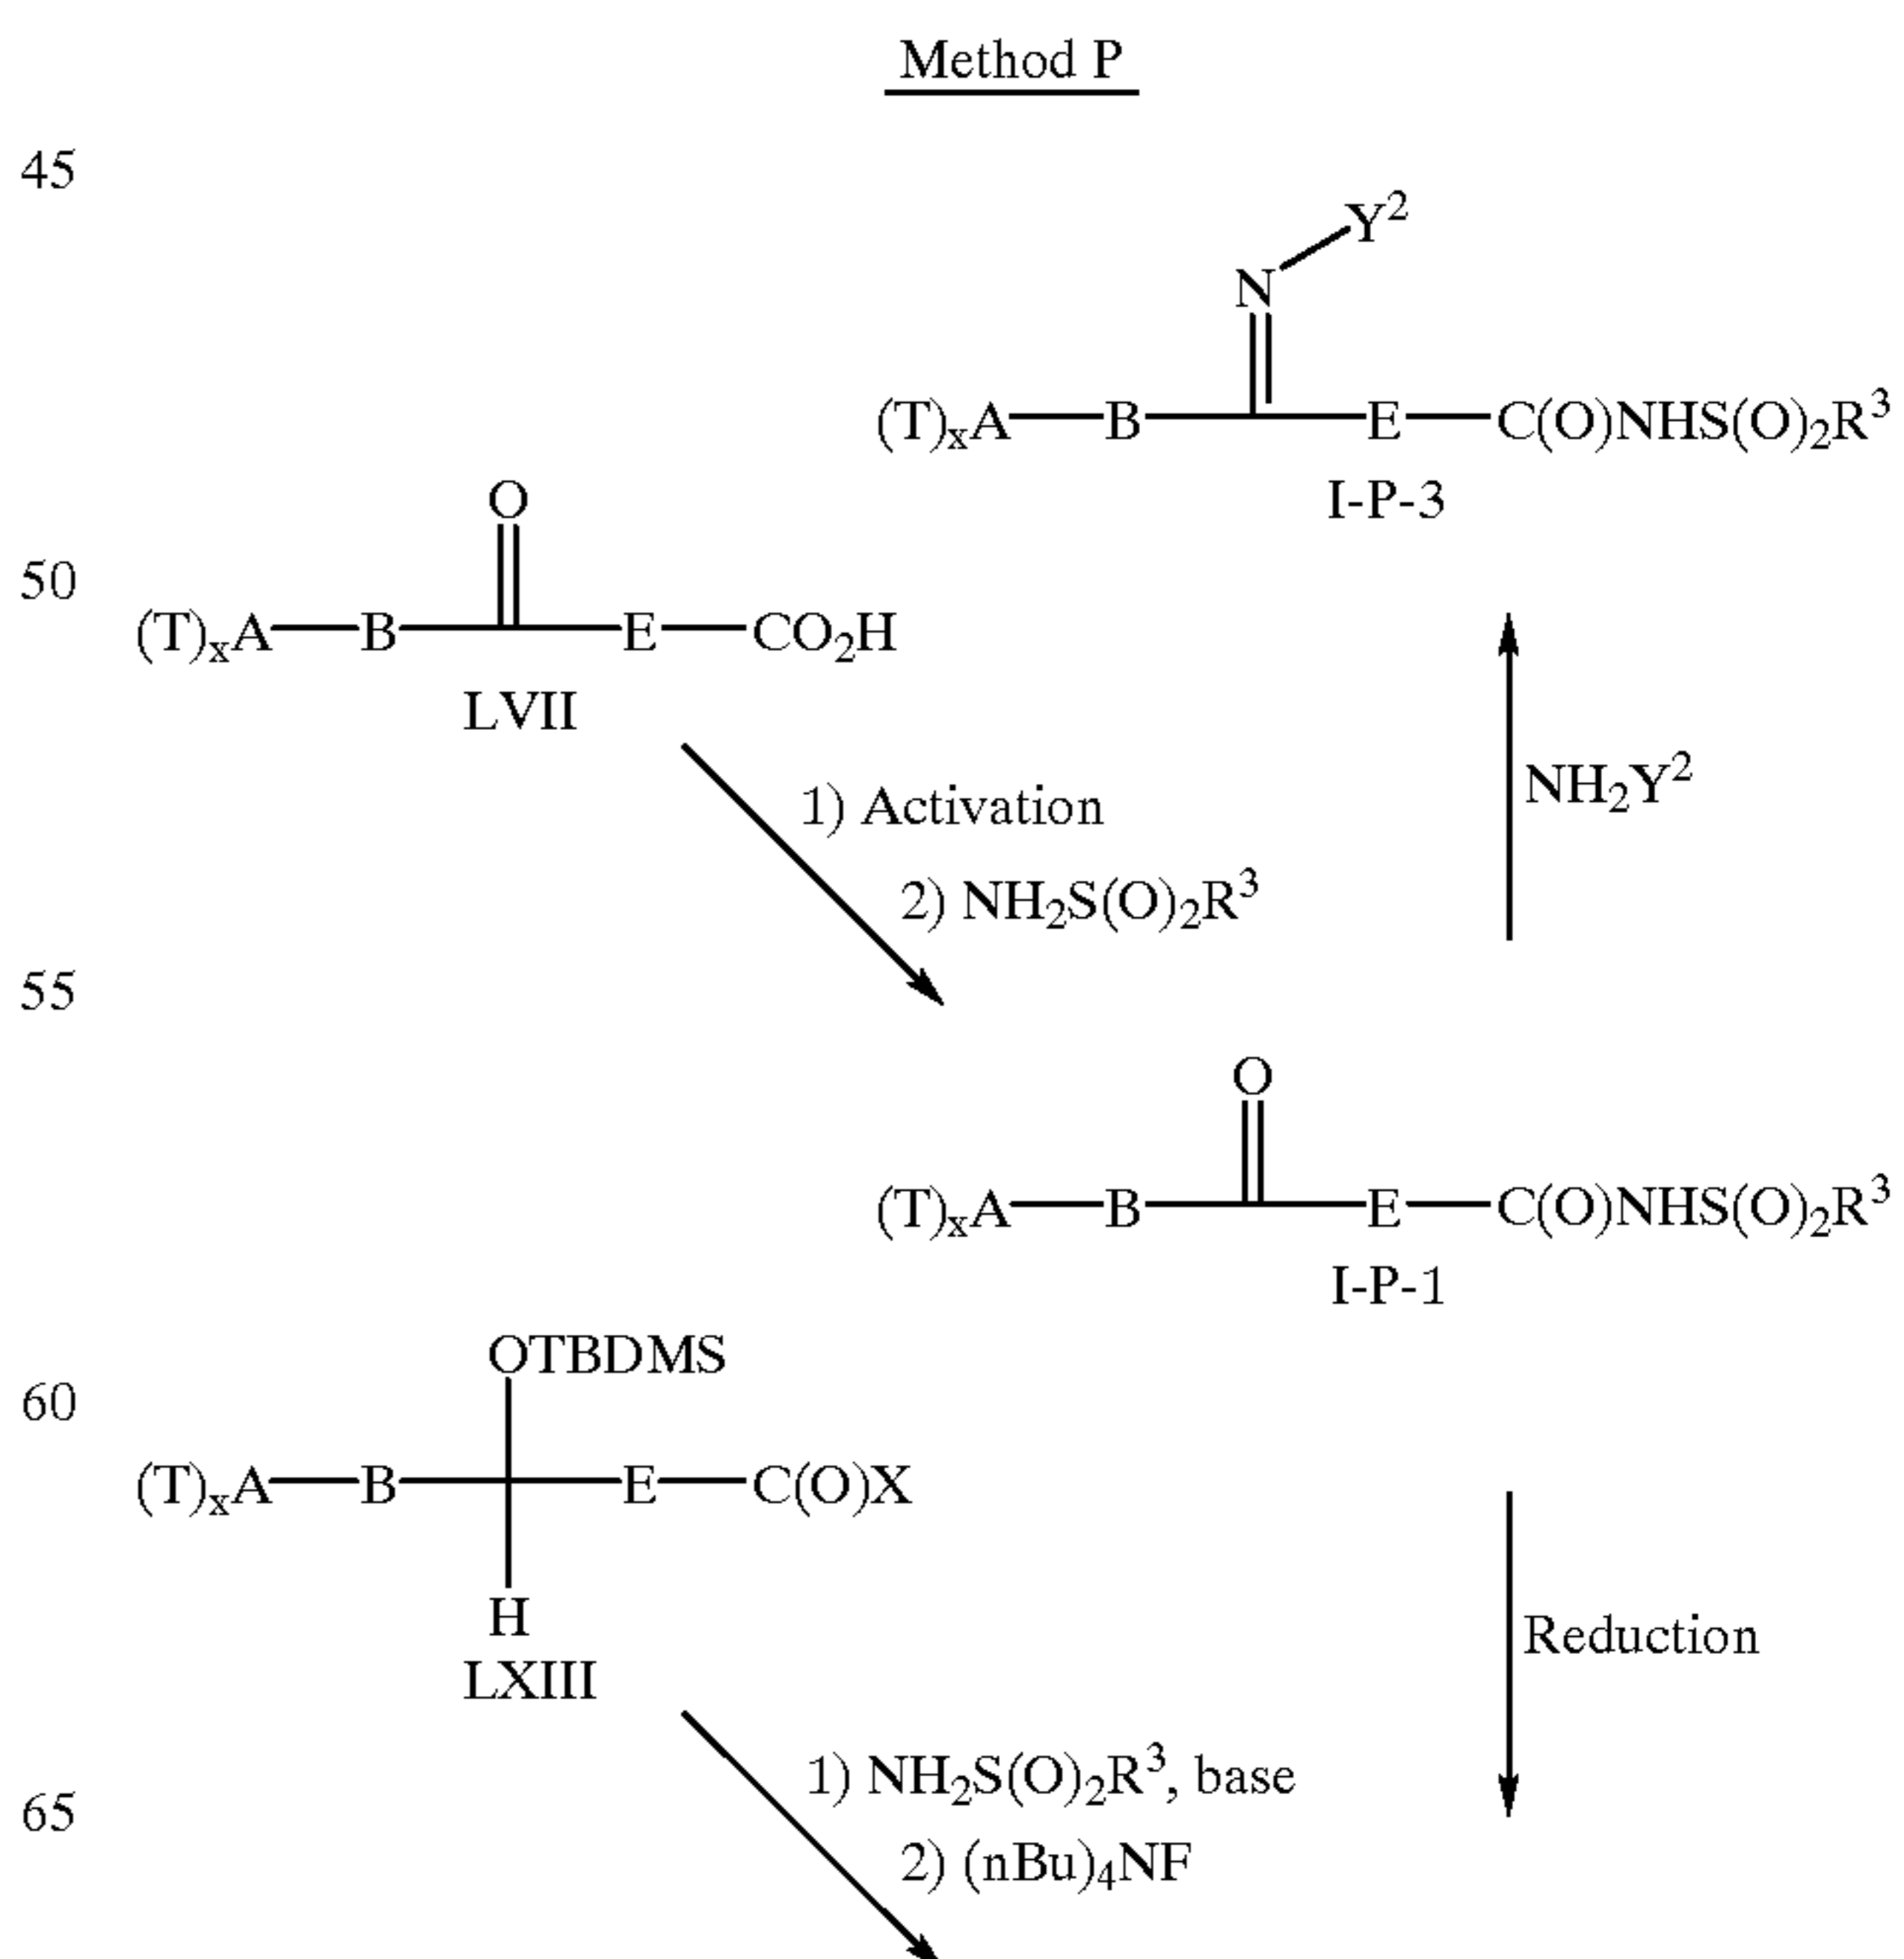 Method P
45
N—Y²
(T)ₓA—B—E—C(O)NHS(O)₂R³
I-P-3
O
50
(T)ₓA—B—E—CO₂H
LVII
1) Activation
NH₂Y²
2) NH₂S(O)₂R³
55
O
(T)ₓA—B—E—C(O)NHS(O)₂R³
I-P-1
OTBDMS
60
(T)ₓA—B—E—C(O)X
H
LXIII
Reduction
1) NH₂S(O)₂R³, base
65
2) (nBu)₄NF